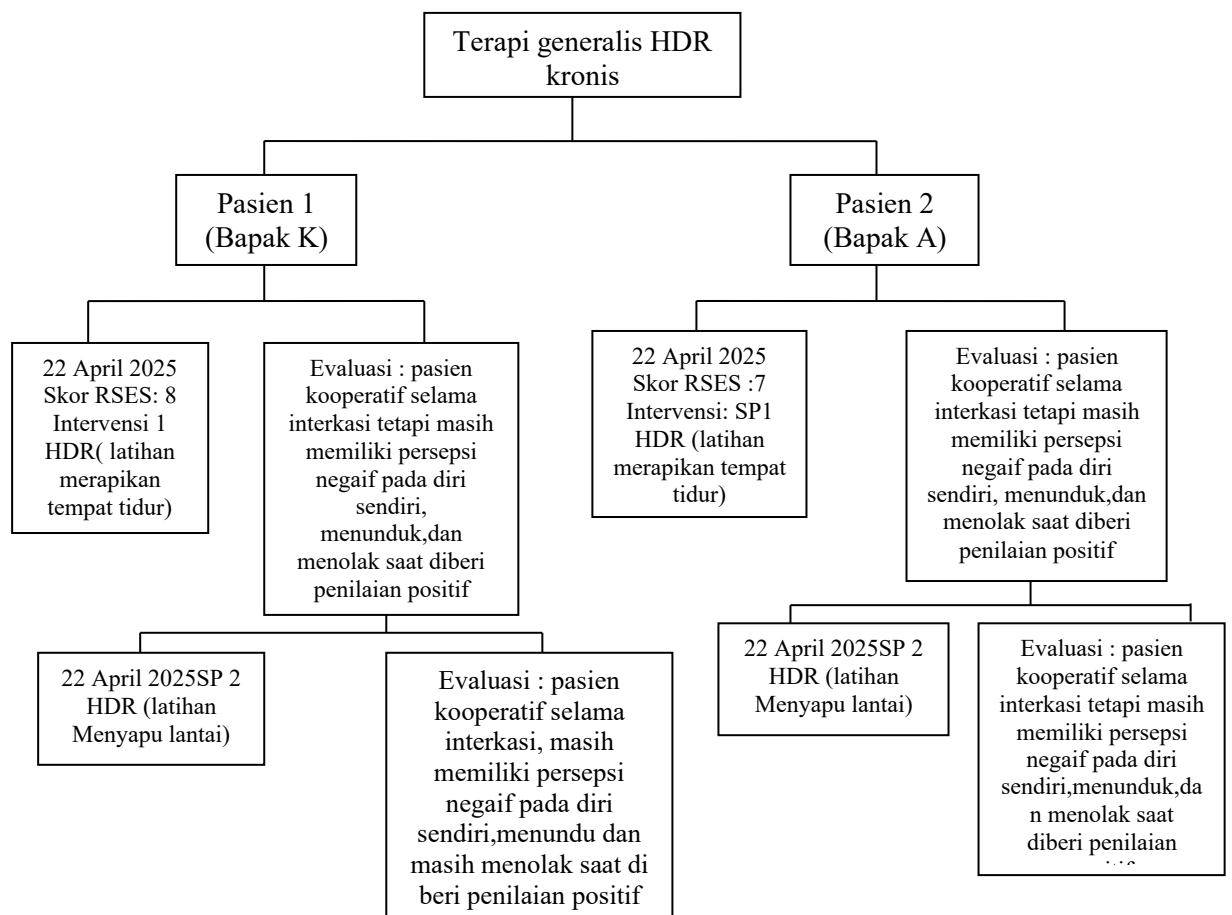 Terapi generalis HDR
kronis
Pasien 1
(Bapak K)
Pasien 2
(Bapak A)
22 April 2025
Skor RSES: 8
Intervensi 1
HDR( latihan
merapikan
tempat tidur)
Evaluasi : pasien
kooperatif selama
interkasi tetapi masih
memiliki persepsi
negaif pada diri
sendiri,
menunduk,dan
menolak saat diberi
penilaian positif
22 April 2025
Skor RSES :7
Intervensi: SP1
HDR (latihan
merapikan tempat
tidur)
Evaluasi : pasien
kooperatif selama
interkasi tetapi masih
memiliki persepsi
negaif pada diri
sendiri, menunduk,dan
menolak saat diberi
penilaian positif
22 April 2025SP 2
HDR (latihan
Menyapu lantai)
Evaluasi : pasien
kooperatif selama
interkasi, masih
memiliki persepsi
negaif pada diri
sendiri,menundu dan
masih menolak saat di
beri penilaian positif
22 April 2025SP 2
HDR (latihan
Menyapu lantai)
Evaluasi : pasien
kooperatif selama
interkasi tetapi masih
memiliki persepsi
negaif pada diri
sendiri,menunduk,da
n menolak saat
diberi penilaian